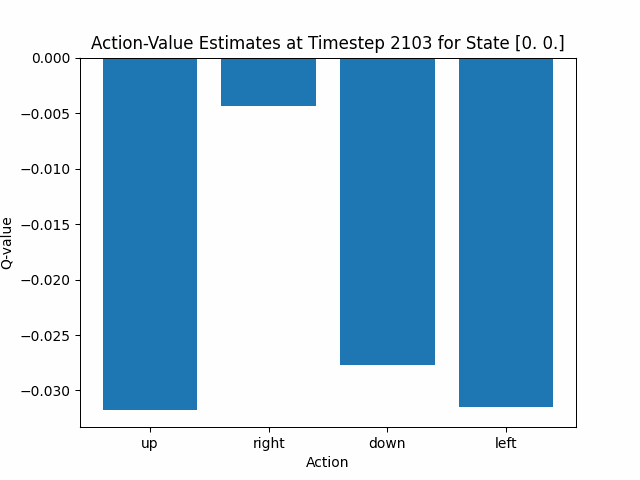 Action-Value Estimates at Timestep 2103 for State [0. 0.]
0.000
−0.005
−0.010
−0.015
−0.020
−0.025
−0.030
Q-value
up right down left
Action